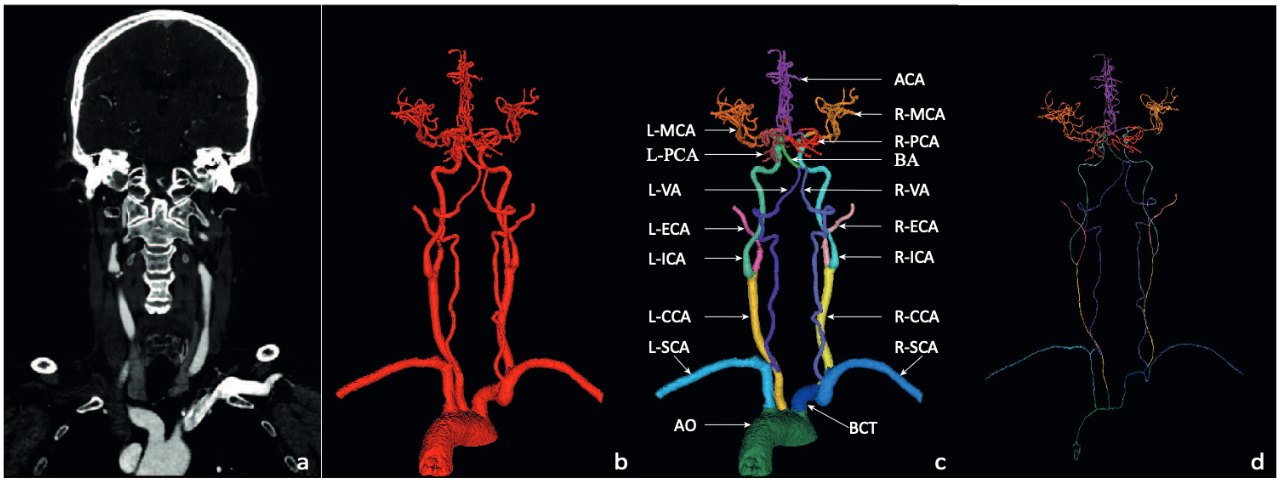 ACA
L-MCA
R-MCA
L-PCA
R-PCA
BA
L-VA
R-VA
L-ECA
R-ECA
L-ICA
R-ICA
L-CCA
R-CCA
L-SCA
R-SCA
AO
BCT
a
b
c
d